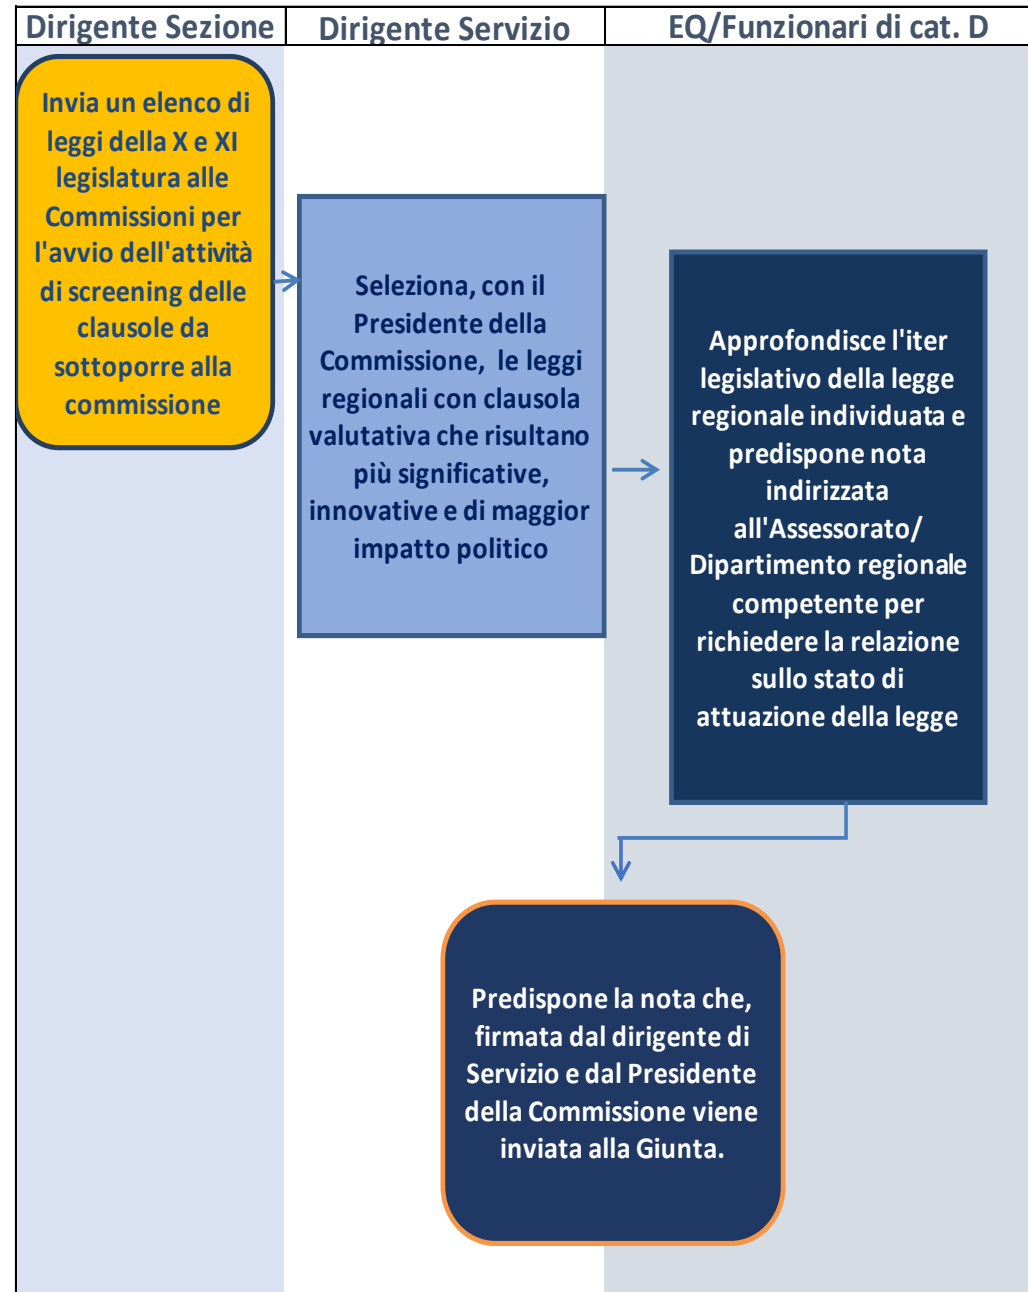 Dirigente Sezione
Dirigente Servizio
EQ/Funzionari di cat. D
Invia un elenco di
leggi della X e XI
legislatura alle
Commissioni per
l'avvio dell'attività
di screening delle
clausole da
sottoporre alla
commissione
Seleziona, con il
Presidente della
Commissione, le leggi
regionali con clausola
valutativa che risultano
più significative,
innovative e di maggior
impatto politico
Approfondisce l'iter
legislativo della legge
regionale individuata e
predispone nota
indirizzata
all'Assessorato/
Dipartimento regionale
competente per
richiedere la relazione
sullo stato di
attuazione della legge
Predispone la nota che,
firmata dal dirigente di
Servizio e dal Presidente
della Commissione viene
inviata alla Giunta.